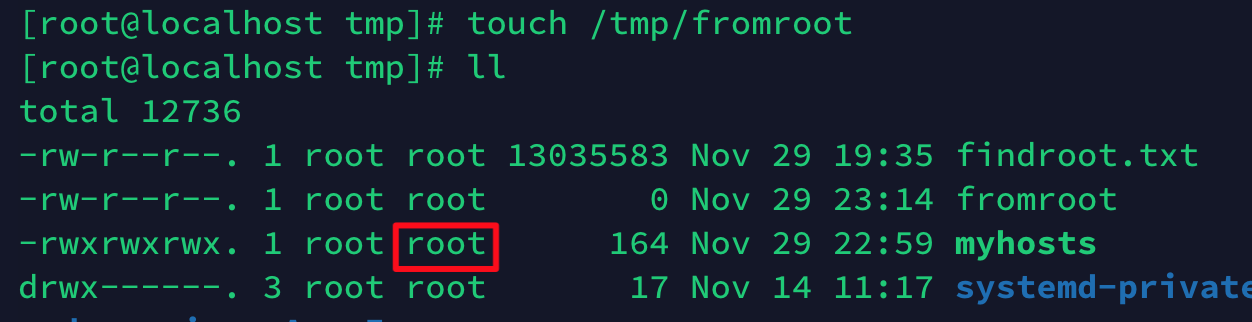 [root@localhost tmp]# touch /tmp/fromroot
[root@localhost tmp]# ll
total 12736
-rw-r--r--. 1 root root 13035583 Nov 29 19:35 findroot.txt
-rw-r--r--. 1 root root        0 Nov 29 23:14 fromroot
-rwxrwxrwx. 1 root root      164 Nov 29 22:59 myhosts
drwx------. 3 root root       17 Nov 14 11:17 systemd-private